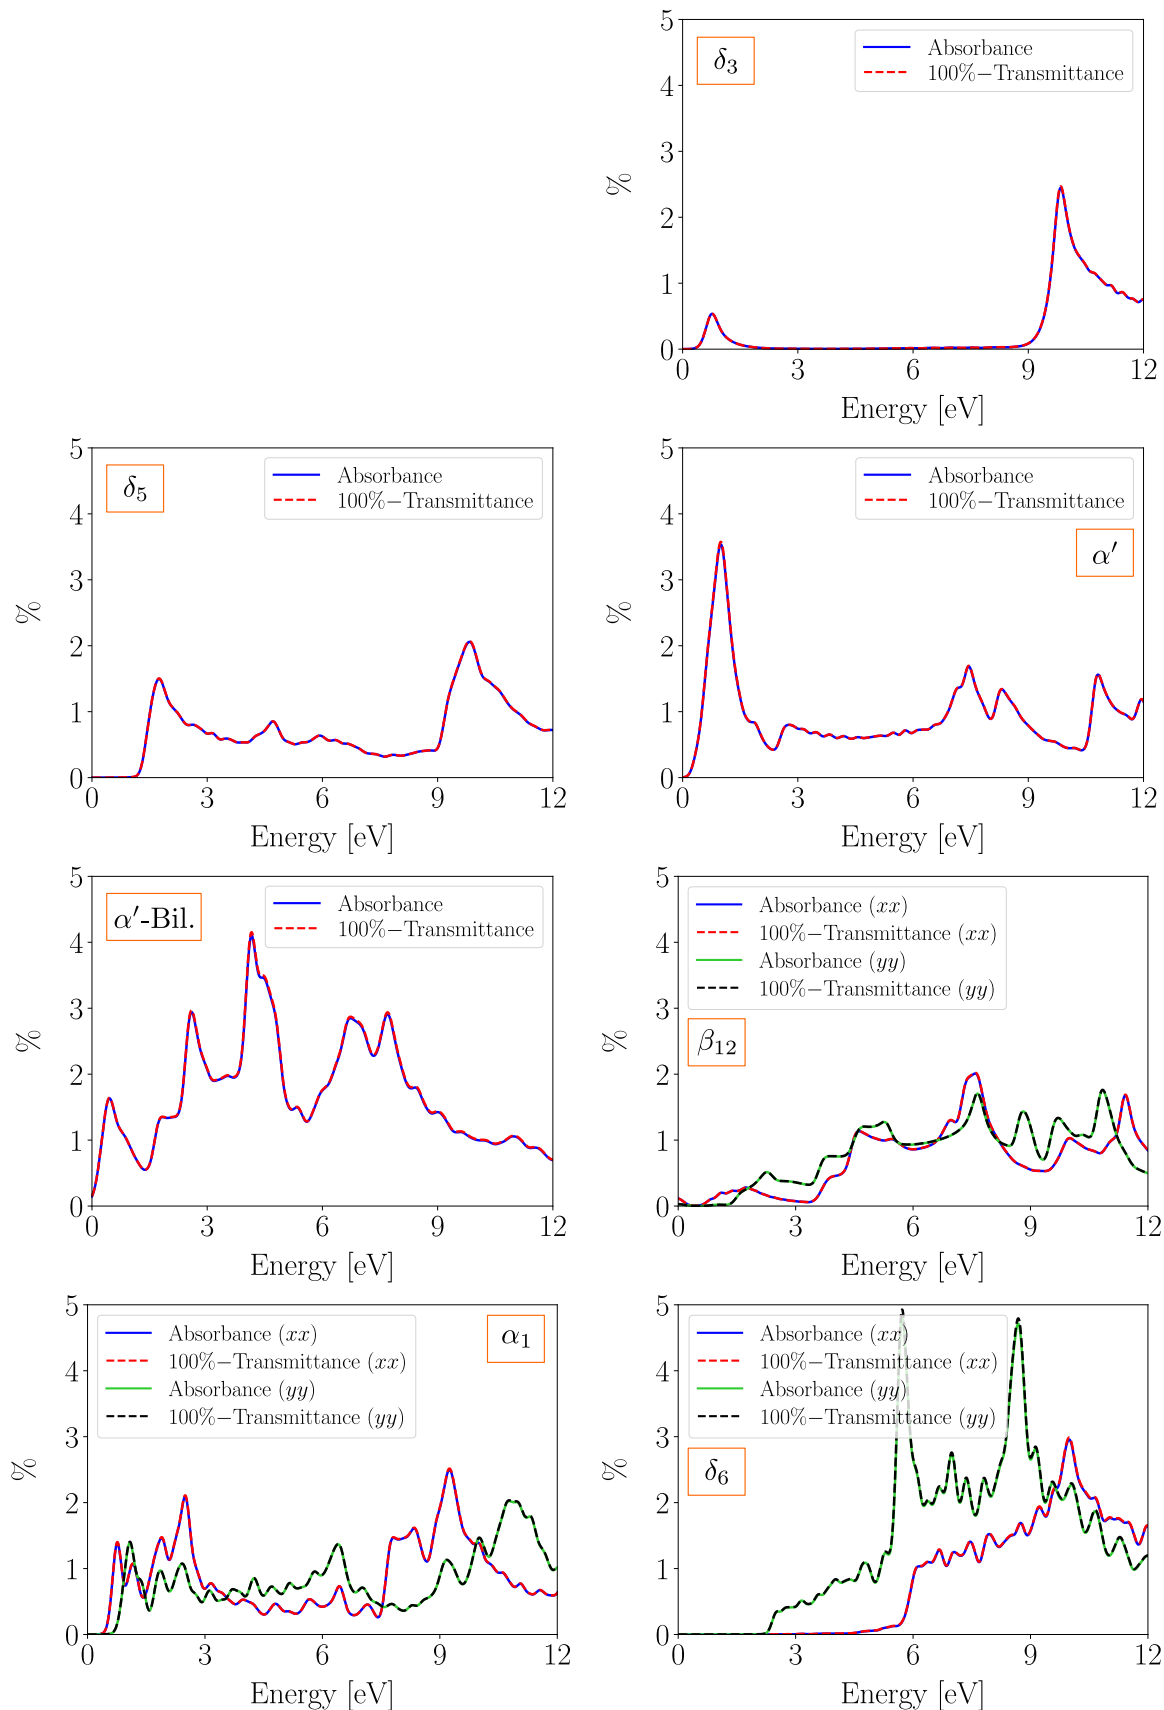 δ3
Absorbance
100%−Transmittance
%
5
4
3
2
1
0
0 3 6 9 12
Energy [eV]
δ5
Absorbance
100%−Transmittance
%
5
4
3
2
1
0
0 3 6 9 12
Energy [eV]
Absorbance
100%−Transmittance
α′
%
5
4
3
2
1
0
0 3 6 9 12
Energy [eV]
α′-Bil.
Absorbance
100%−Transmittance
%
5
4
3
2
1
0
0 3 6 9 12
Energy [eV]
Absorbance (xx)
100%−Transmittance (xx)
Absorbance (yy)
100%−Transmittance (yy)
β12
%
5
4
3
2
1
0
0 3 6 9 12
Energy [eV]
Absorbance (xx)
100%−Transmittance (xx)
Absorbance (yy)
100%−Transmittance (yy)
α1
%
5
4
3
2
1
0
0 3 6 9 12
Energy [eV]
Absorbance (xx)
100%−Transmittance (xx)
Absorbance (yy)
100%−Transmittance (yy)
δ6
%
5
4
3
2
1
0
0 3 6 9 12
Energy [eV]